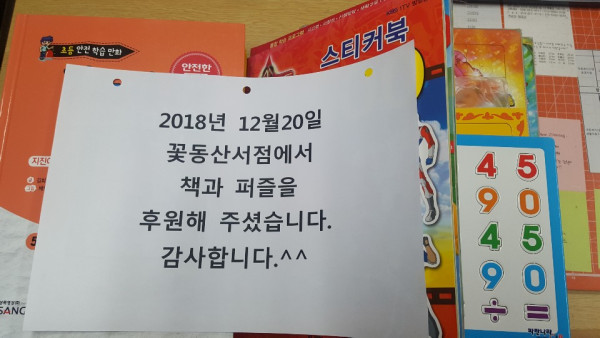 초등 안전 학습 만화
안전한
스티커북
2018년 12월20일
꽃동산서점에서
책과 퍼즐을
후원해 주셨습니다.
감사합니다.^^
4 5
9 0
4 5
9 0
÷ =
SANG